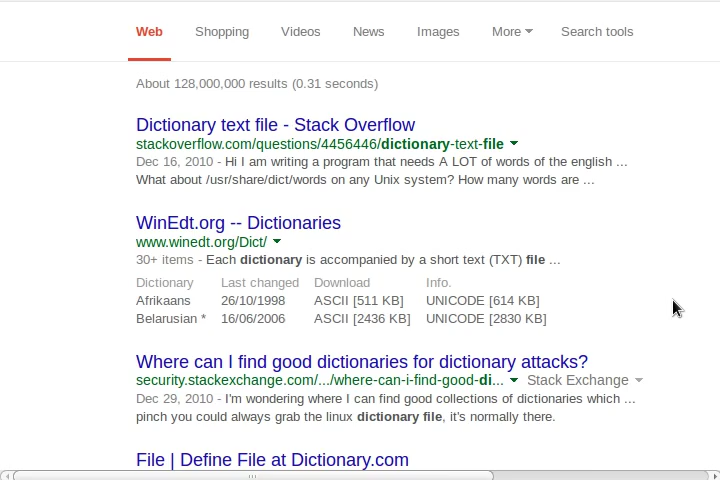 Web Shopping Videos News Images More Search tools
About 128,000,000 results (0.31 seconds)
Dictionary text file - Stack Overflow
stackoverflow.com/questions/4456446/dictionary-text-file
Dec 16, 2010 - Hi I am writing a program that needs A LOT of words of the english ...
What about /usr/share/dict/words on any Unix system? How many words are ...
WinEdt.org -- Dictionaries
www.winedt.org/Dict/
30+ items - Each dictionary is accompanied by a short text (TXT) file ...
Dictionary Last changed Download Info.
Afrikaans 26/10/1998 ASCII [511 KB] UNICODE [614 KB]
Belarusian * 16/06/2006 ASCII [2436 KB] UNICODE [2830 KB]
Where can I find good dictionaries for dictionary attacks?
security.stackexchange.com/.../where-can-i-find-good-di... Stack Exchange
Dec 29, 2010 - I'm wondering where I can find good collections of dictionaries which ...
pinch you could always grab the linux dictionary file, it's normally there.
File | Define File at Dictionary.com